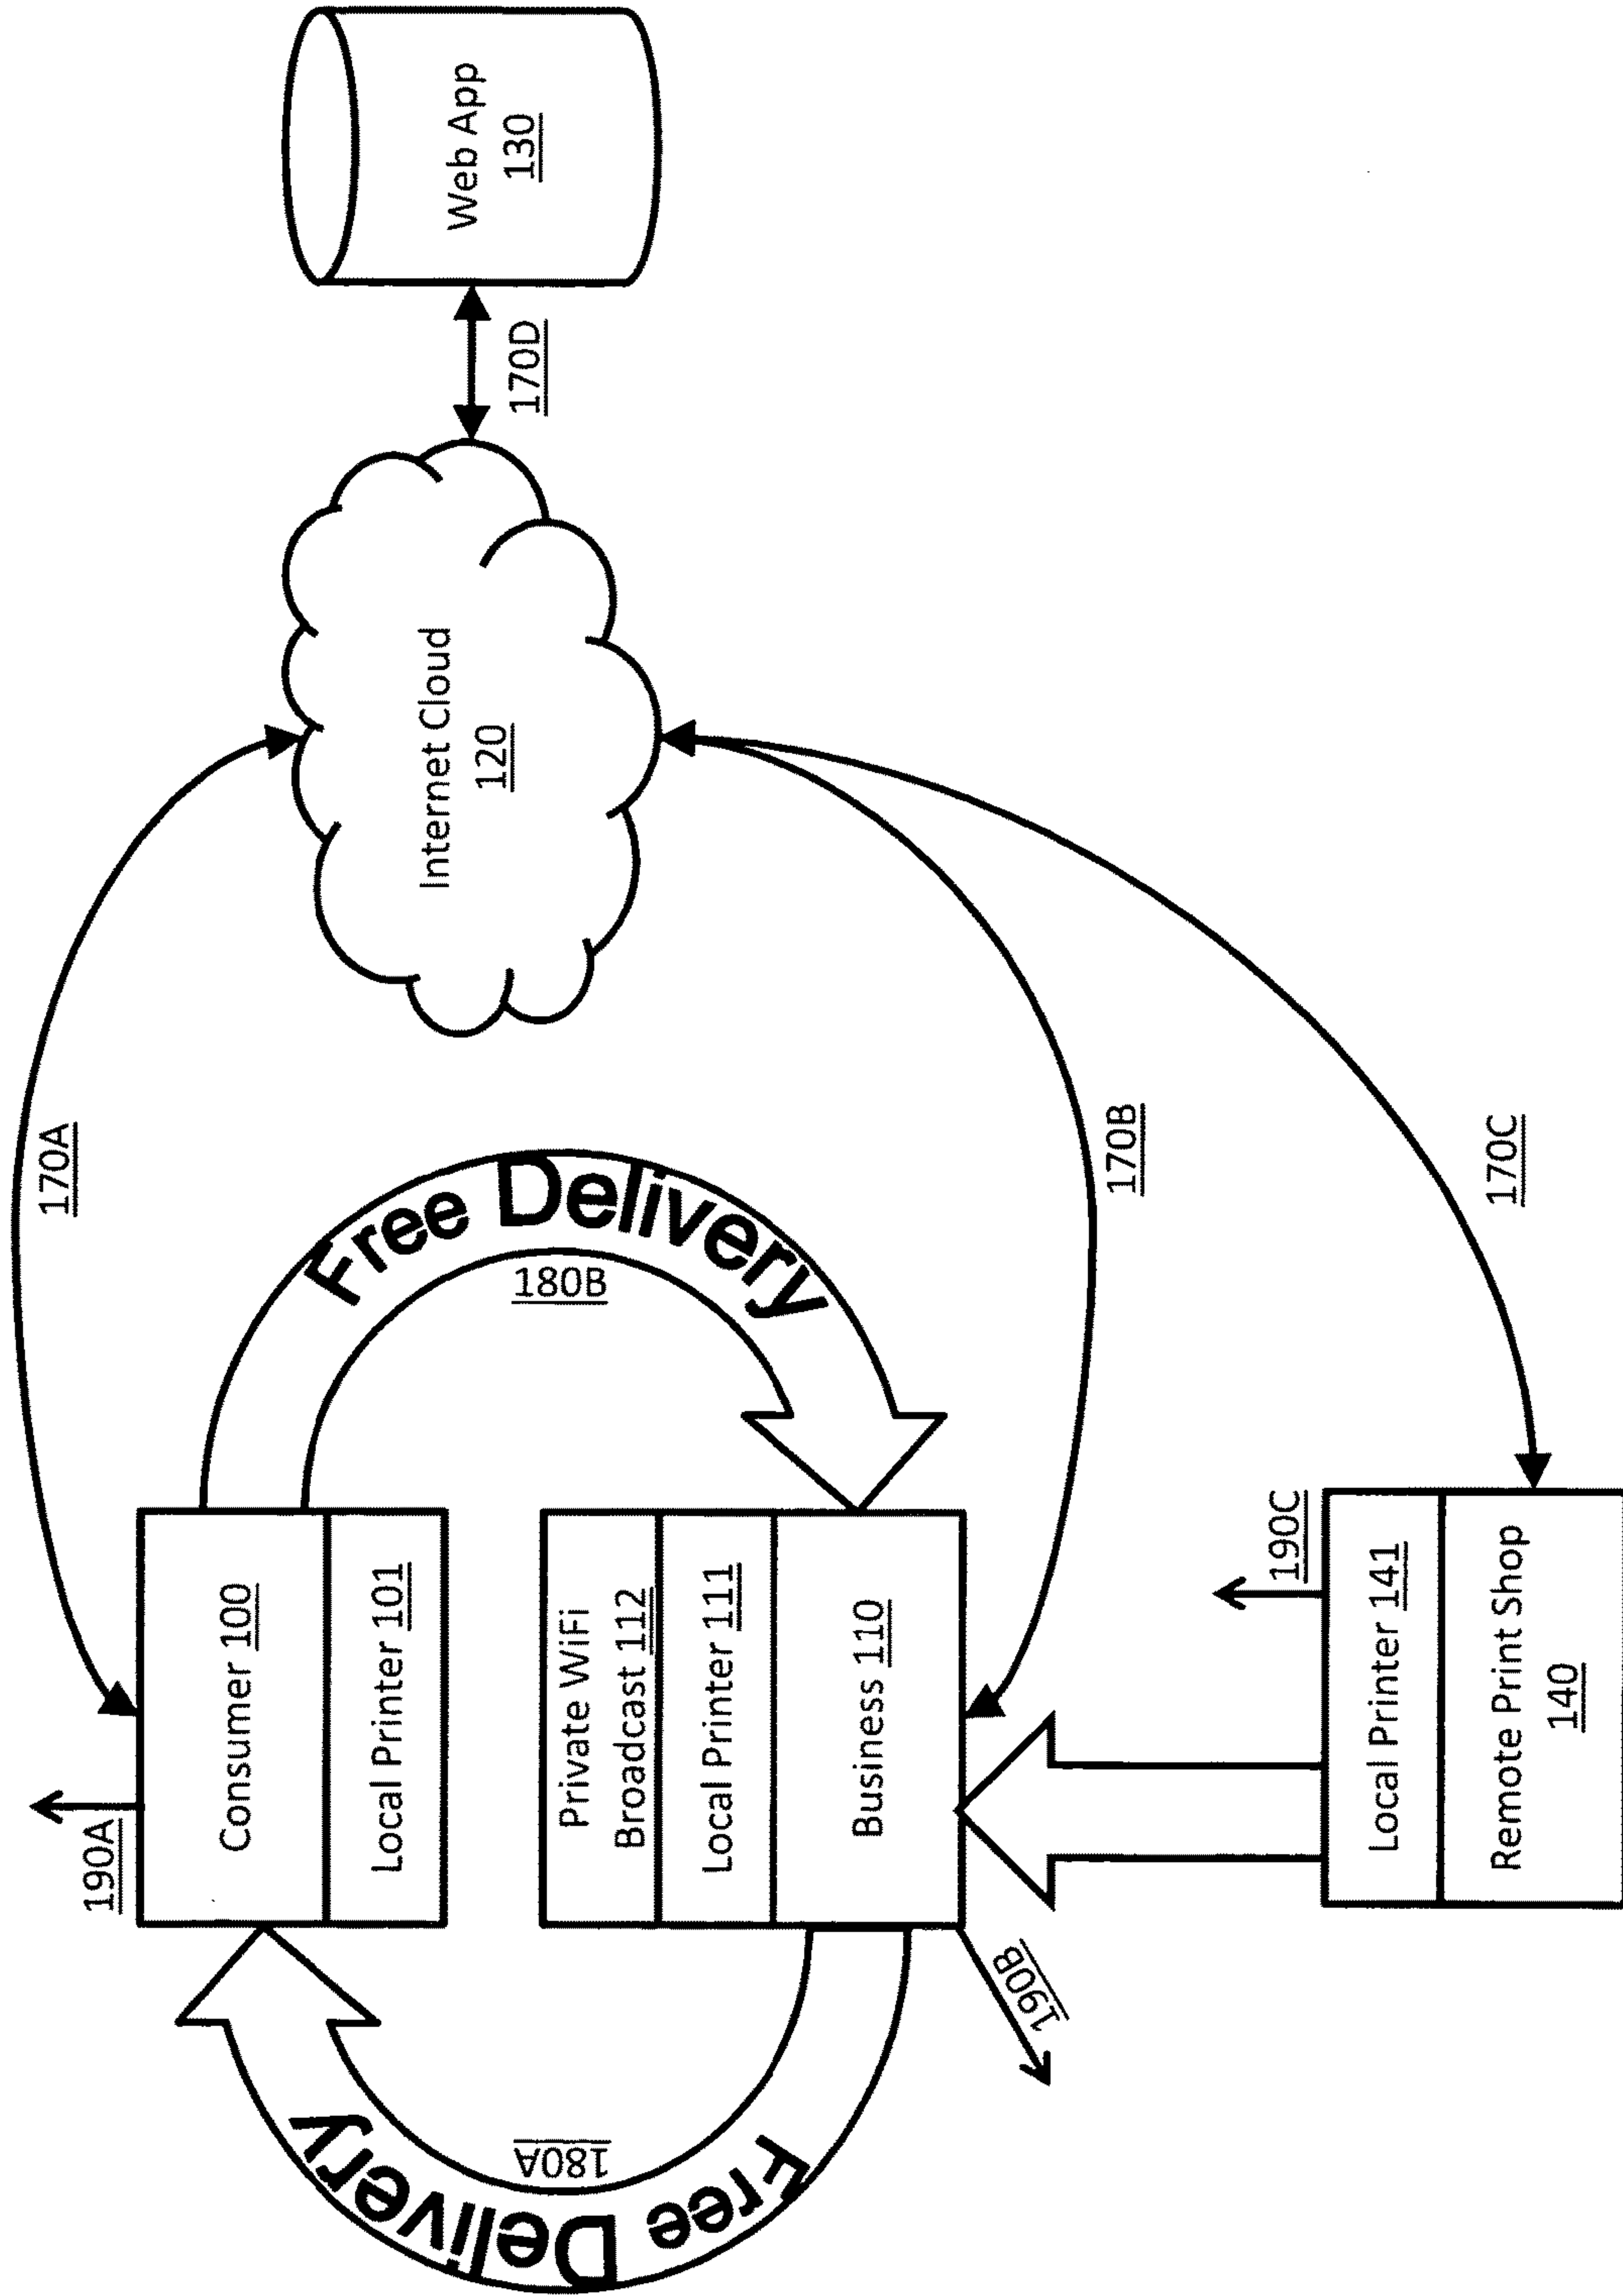 190A
Consumer 100
Local Printer 101
170A
Free Delivery
180A
Free Delivery
180B
Private WiFi
Broadcast 112
Local Printer 111
Business 110
190B
170B
Internet Cloud
120
170D
Web App
130
190C
Local Printer 141
Remote Print Shop
140
170C